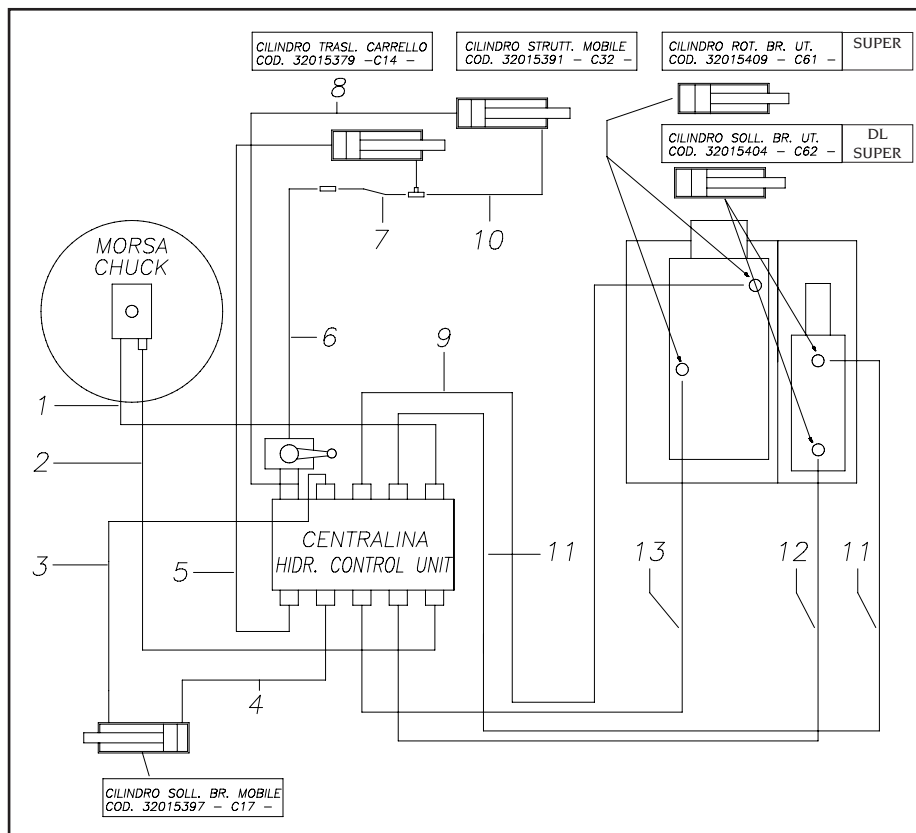 CILINDRO TRASL. CARRELLO
COD. 32015379 -C14 -
CILINDRO STRUTT. MOBILE
COD. 32015391 - C32 -
CILINDRO ROT. BR. UT.
COD. 32015409 - C61 -
SUPER
8
CILINDRO SOLL. BR. UT.
COD. 32015404 - C62 -
DL
SUPER
7
10
MORSA
CHUCK
6
9
1
2
3
5
CENTRALINA
HIDR. CONTROL UNIT
11
13
12
11
4
CILINDRO SOLL. BR. MOBILE
COD. 32015397 - C17 -